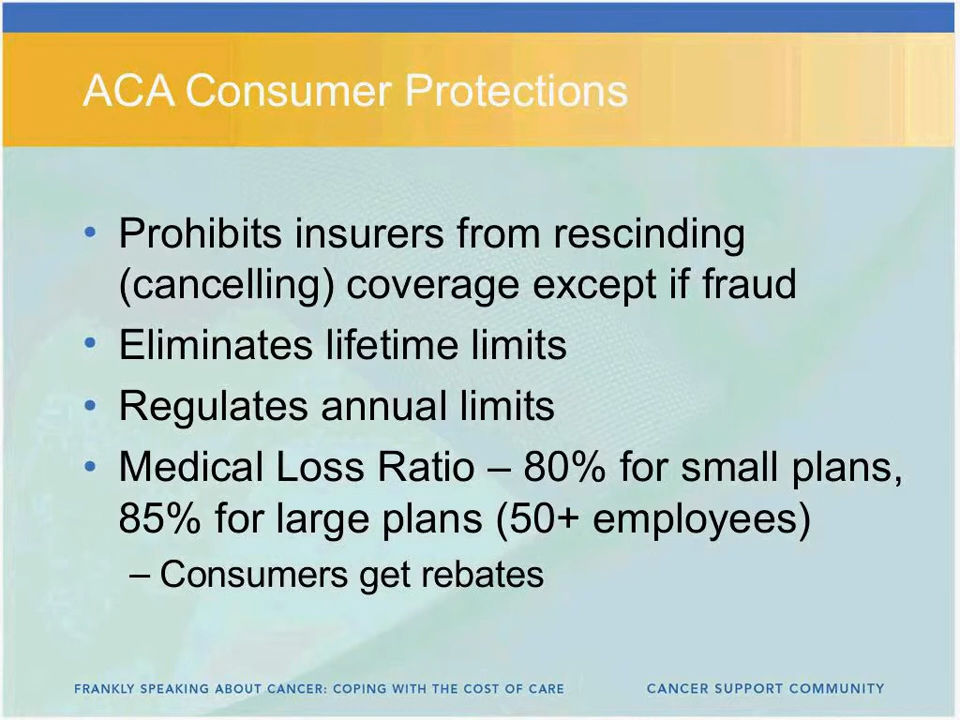 ACA Consumer Protections
• Prohibits insurers from rescinding
(cancelling) coverage except if fraud
• Eliminates lifetime limits
• Regulates annual limits
• Medical Loss Ratio – 80% for small plans,
85% for large plans (50+ employees)
– Consumers get rebates
FRANKLY SPEAKING ABOUT CANCER: COPING WITH THE COST OF CARE CANCER SUPPORT COMMUNITY